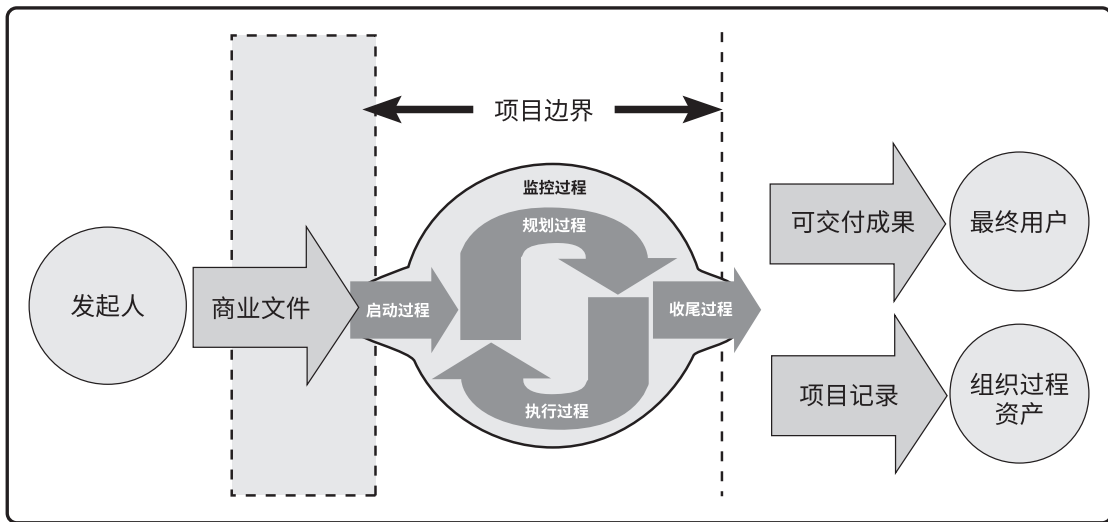 项目边界
监控过程
规划过程
发起人
商业文件
启动过程
收尾过程
执行过程
可交付成果
最终用户
项目记录
组织过程
资产